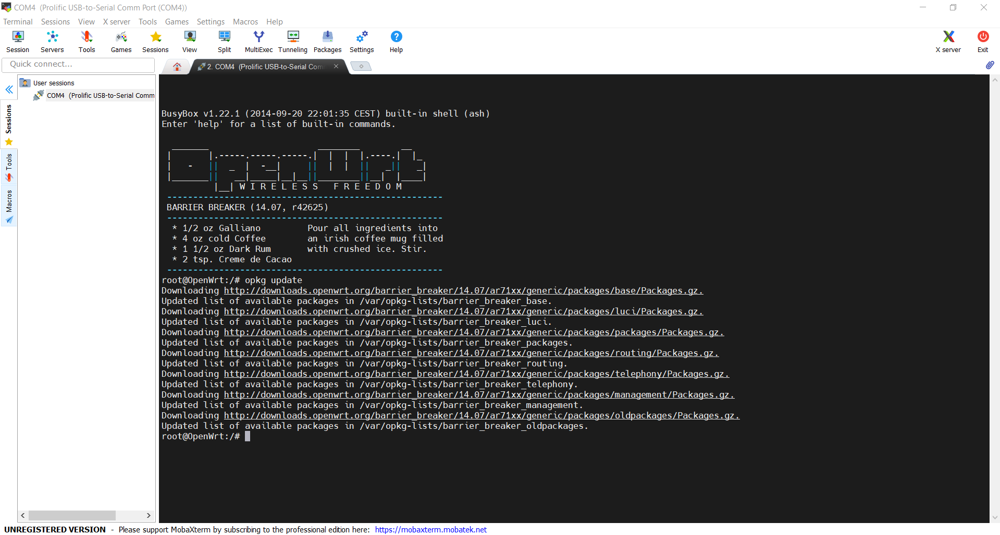 COM4  (Prolific USB-to-Serial Comm Port (COM4))
Terminal Sessions View X server Tools Games Settings Macros Help
Session Servers Tools Games Sessions View Split MultiExec Tunneling Packages Settings Help X server Exit
Quick connect...
2. COM4  (Prolific USB-to-Serial Com
User sessions
COM4  (Prolific USB-to-Serial Comm
Sessions
Tools
Macros
BusyBox v1.22.1 (2014-09-20 22:01:35 CEST) built-in shell (ash)
Enter 'help' for a list of built-in commands.
OpenWrt
W I R E L E S S   F R E E D O M
-----------------------------------------------------
BARRIER BREAKER (14.07, r42625)
-----------------------------------------------------
* 1/2 oz Galliano         Pour all ingredients into
* 4 oz cold Coffee        an irish coffee mug filled
* 1 1/2 oz Dark Rum       with crushed ice. Stir.
* 2 tsp. Creme de Cacao
-----------------------------------------------------
root@OpenWrt:/# opkg update
Downloading http://downloads.openwrt.org/barrier_breaker/14.07/ar71xx/generic/packages/base/Packages.gz.
Updated list of available packages in /var/opkg-lists/barrier_breaker_base.
Downloading http://downloads.openwrt.org/barrier_breaker/14.07/ar71xx/generic/packages/luci/Packages.gz.
Updated list of available packages in /var/opkg-lists/barrier_breaker_luci.
Downloading http://downloads.openwrt.org/barrier_breaker/14.07/ar71xx/generic/packages/packages/Packages.gz.
Updated list of available packages in /var/opkg-lists/barrier_breaker_packages.
Downloading http://downloads.openwrt.org/barrier_breaker/14.07/ar71xx/generic/packages/routing/Packages.gz.
Updated list of available packages in /var/opkg-lists/barrier_breaker_routing.
Downloading http://downloads.openwrt.org/barrier_breaker/14.07/ar71xx/generic/packages/telephony/Packages.gz.
Updated list of available packages in /var/opkg-lists/barrier_breaker_telephony.
Downloading http://downloads.openwrt.org/barrier_breaker/14.07/ar71xx/generic/packages/management/Packages.gz.
Updated list of available packages in /var/opkg-lists/barrier_breaker_management.
Downloading http://downloads.openwrt.org/barrier_breaker/14.07/ar71xx/generic/packages/oldpackages/Packages.gz.
Updated list of available packages in /var/opkg-lists/barrier_breaker_oldpackages.
root@OpenWrt:/#
UNREGISTERED VERSION  -  Please support MobaXterm by subscribing to the professional edition here:  https://mobaxterm.mobatek.net